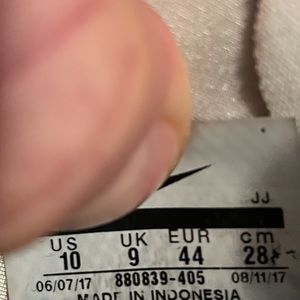 JJ
US UK EUR cm
10 9 44 28
06/07/17 880839-405 08/11/17
MADE IN INDONESIA